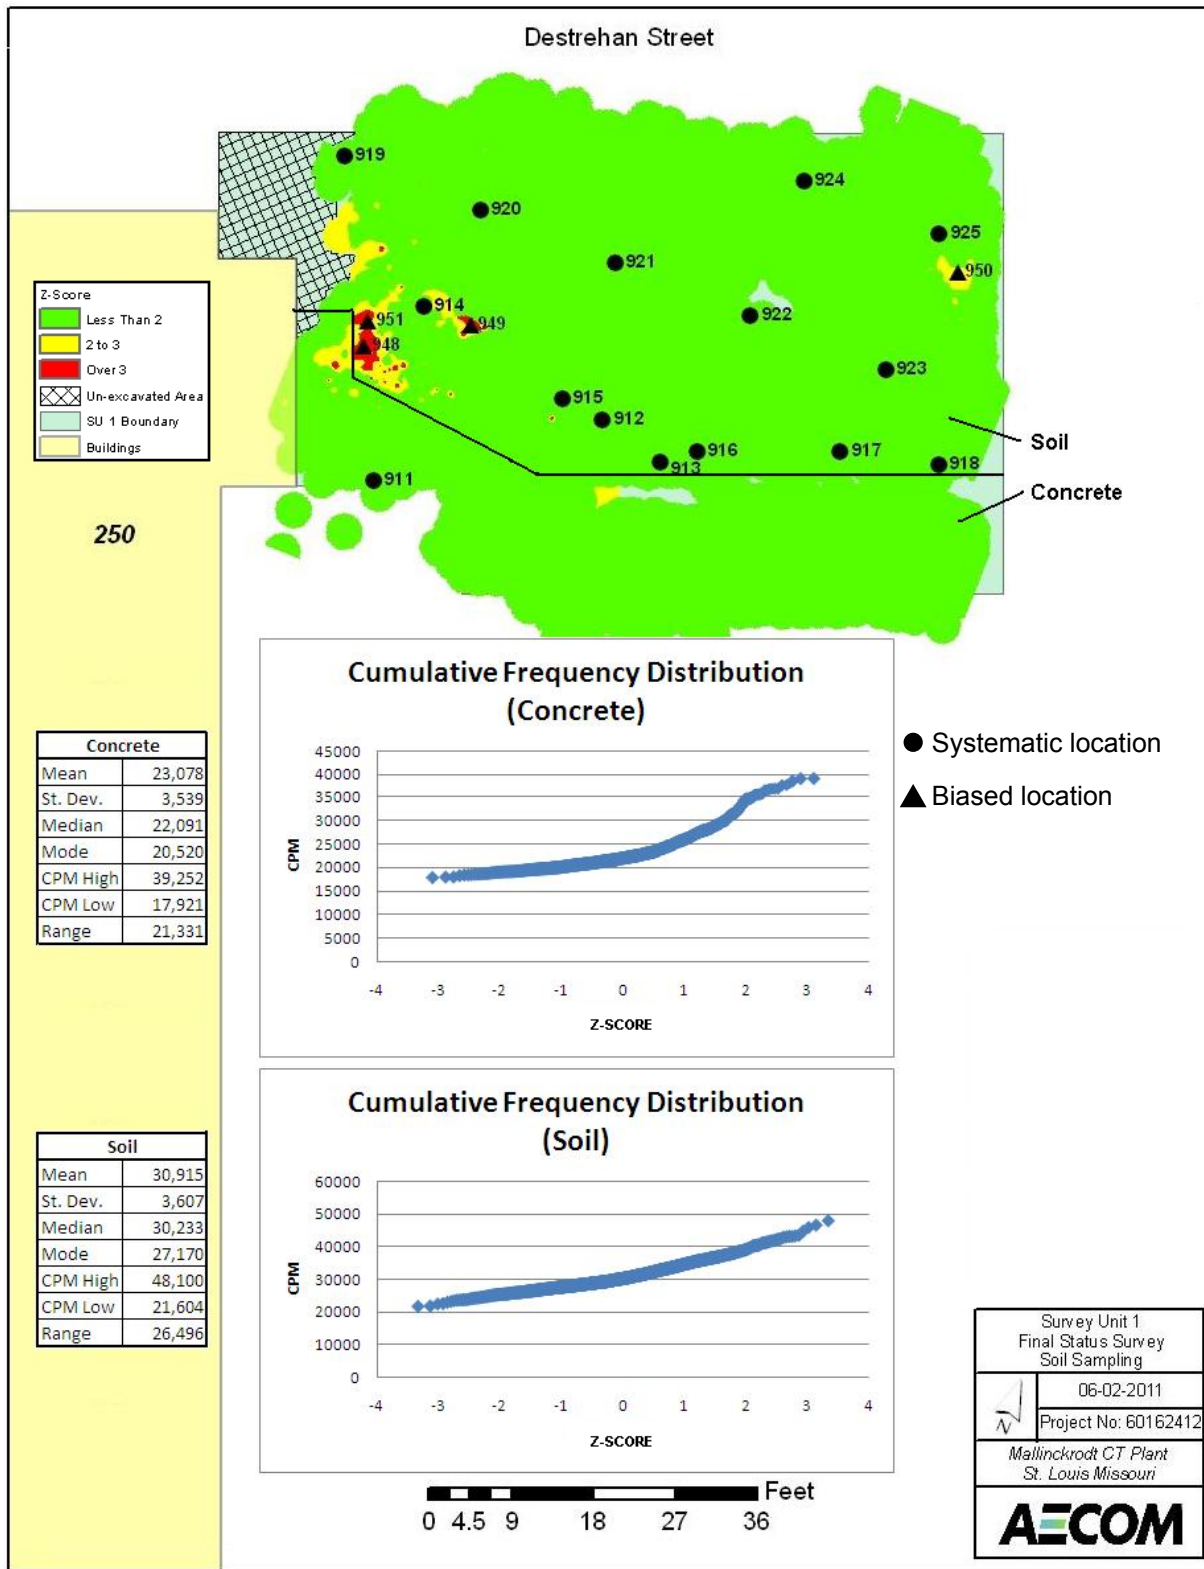 Destrehan Street
919
920
921
924
925
950
914
951
949
948
922
923
915
912
916
913
917
918
911
Soil
Concrete
Z-Score
Less Than 2
2 to 3
Over 3
Un-excavated Area
SU 1 Boundary
Buildings
250
Concrete
Mean 23,078
St. Dev. 3,539
Median 22,091
Mode 20,520
CPM High 39,252
CPM Low 17,921
Range 21,331
Cumulative Frequency Distribution
(Concrete)
CPM
45000
40000
35000
30000
25000
20000
15000
10000
5000
0
-4 -3 -2 -1 0 1 2 3 4
Z-SCORE
Systematic location
Biased location
Soil
Mean 30,915
St. Dev. 3,607
Median 30,233
Mode 27,170
CPM High 48,100
CPM Low 21,604
Range 26,496
Cumulative Frequency Distribution
(Soil)
CPM
60000
50000
40000
30000
20000
10000
0
-4 -3 -2 -1 0 1 2 3 4
Z-SCORE
Feet
0 4.5 9 18 27 36
Survey Unit 1
Final Status Survey
Soil Sampling
N
06-02-2011
Project No: 60162412
Mallinckrodt CT Plant
St. Louis Missouri
AECOM